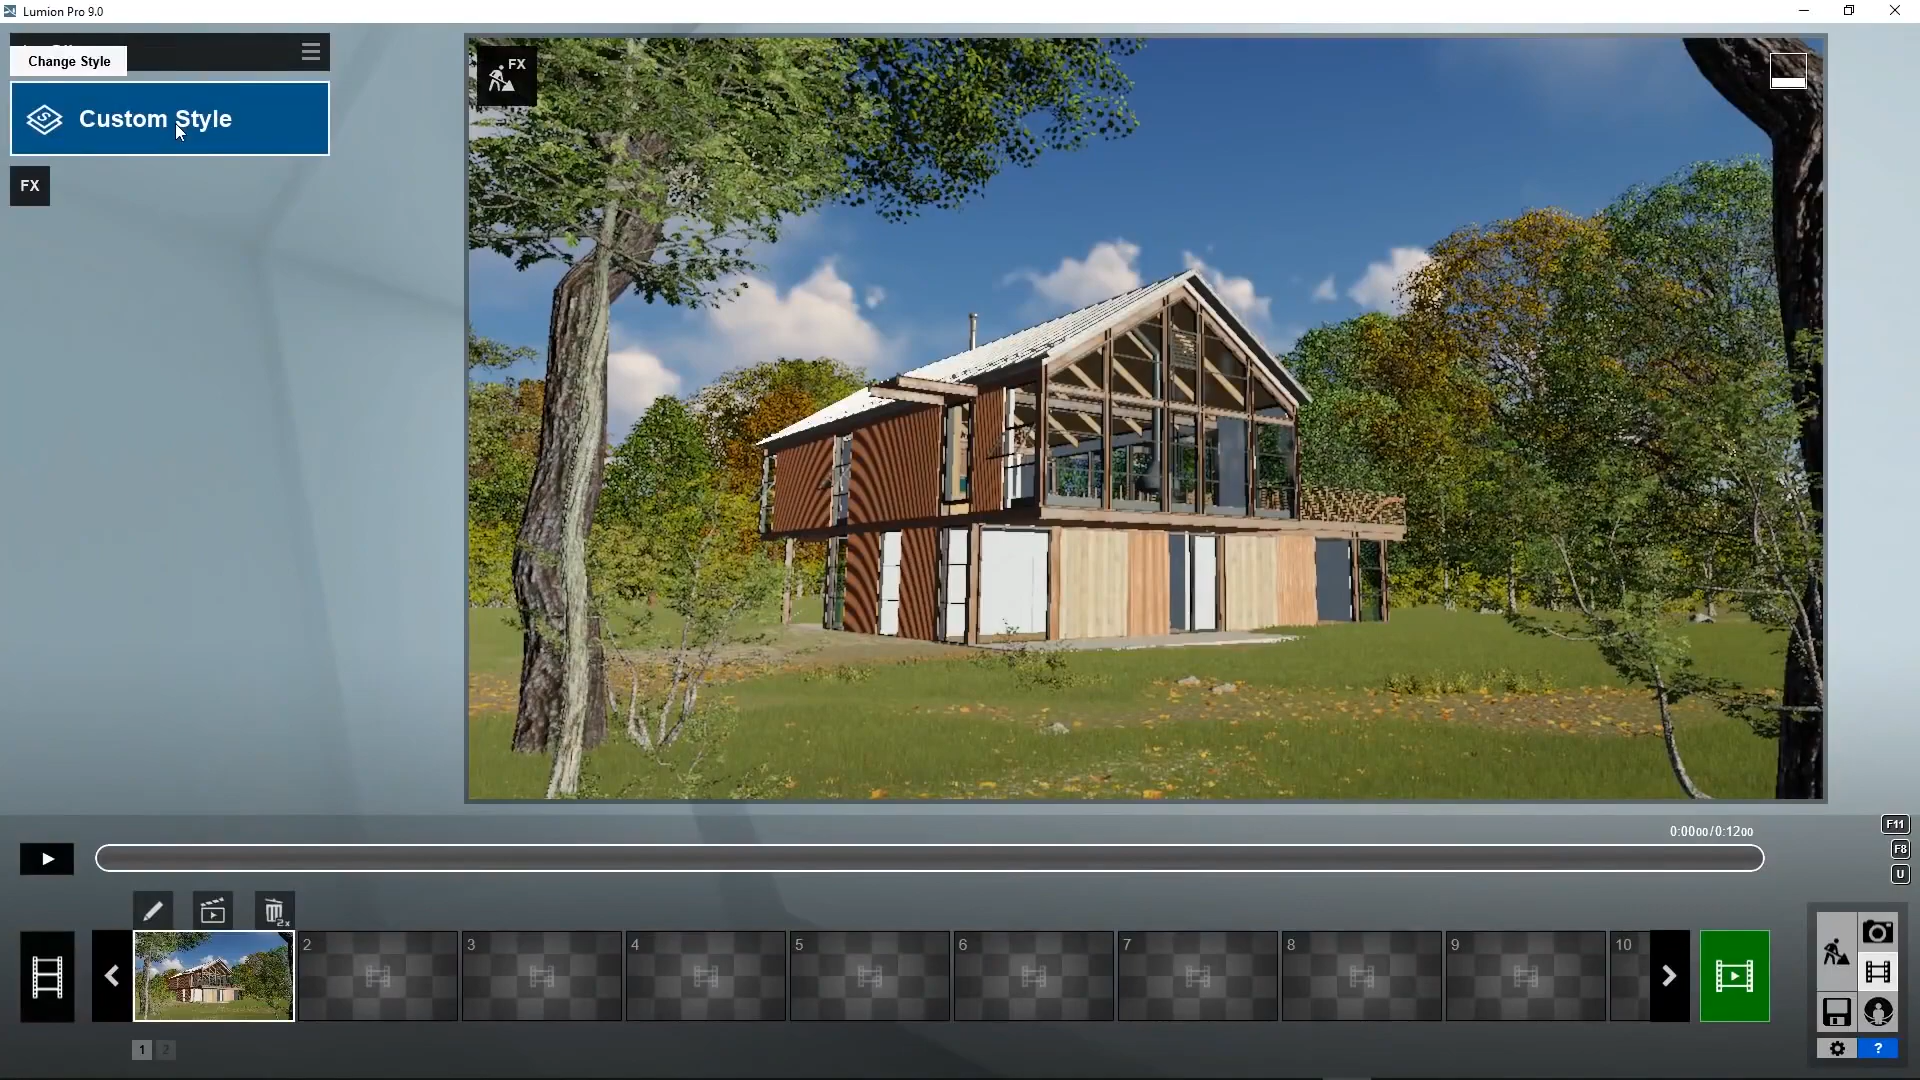 Lumion Pro 9.0
Change Style
Custom Style
FX
FX
0:0000/0:1200
F11
F8
U
2x
2
3
4
5
6
7
8
9
10
1
2
?